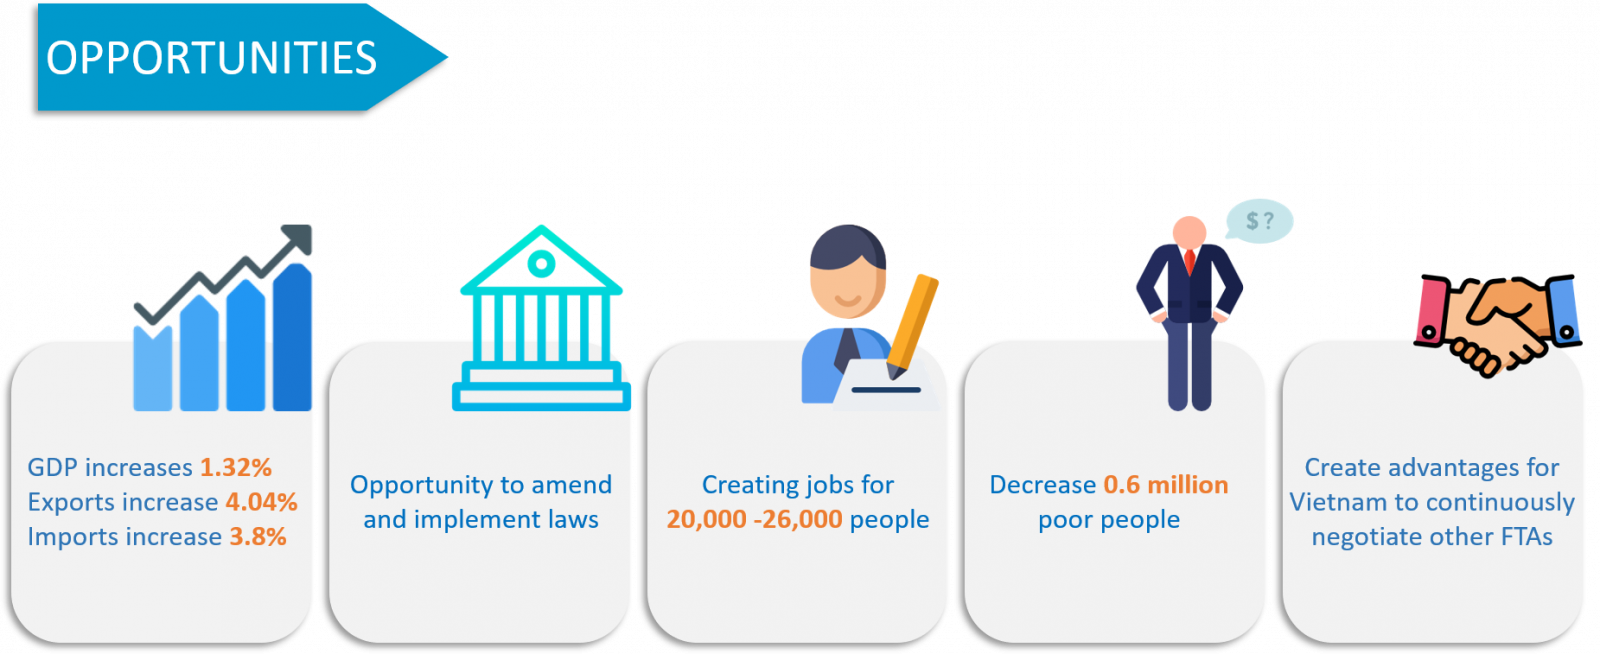 OPPORTUNITIES
$ ?
GDP increases 1.32%
Exports increase 4.04%
Imports increase 3.8%
Opportunity to amend
and implement laws
Creating jobs for
20,000 -26,000 people
Decrease 0.6 million
poor people
Create advantages for
Vietnam to continuously
negotiate other FTAs